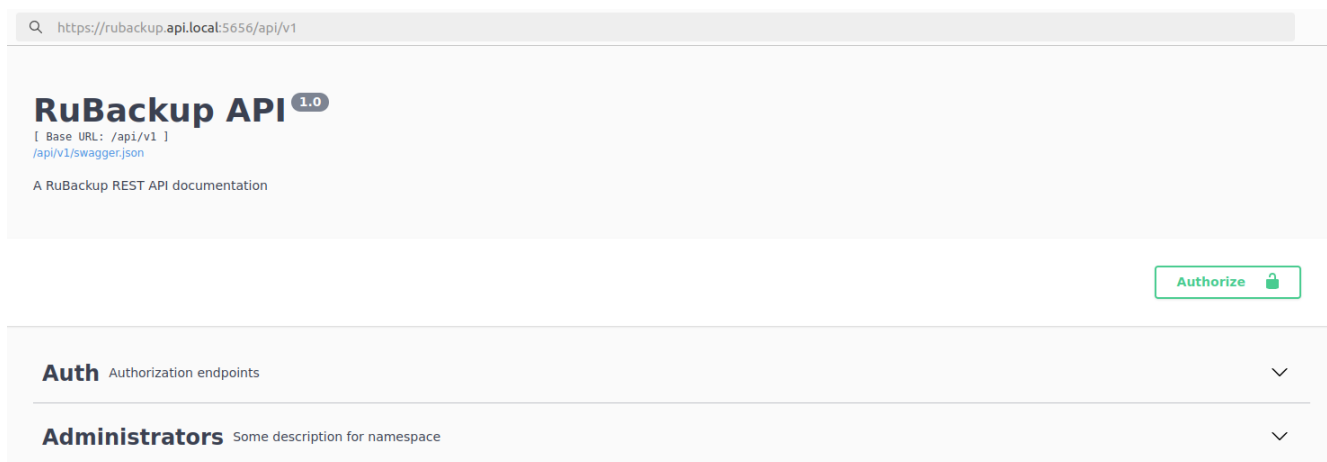 https://rubackup.api.local:5656/api/v1
RuBackup API 1.0
[ Base URL: /api/v1 ]
/api/v1/swagger.json
A RuBackup REST API documentation
Authorize
Auth Authorization endpoints
Administrators Some description for namespace